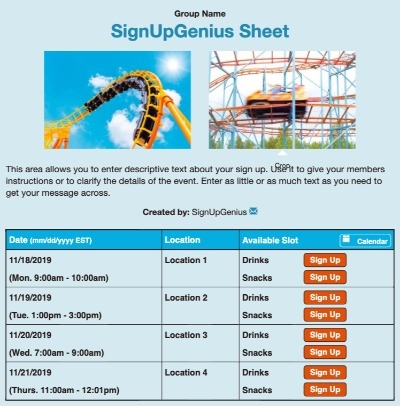 Group Name
SignUpGenius Sheet
Crop
This area allows you to enter descriptive text about your sign up. Use it to give your members
instructions or to clarify the details of the event. Enter as little or as much text as you need to
get your message across.
Created by: SignUpGenius
Date (mm/dd/yyyy EST) Location Available Slot Calendar
11/18/2019 Location 1 Drinks Sign Up
(Mon. 9:00am - 10:00am) Snacks Sign Up
11/19/2019 Location 2 Drinks Sign Up
(Tue. 1:00pm - 3:00pm) Snacks Sign Up
11/20/2019 Location 3 Drinks Sign Up
(Wed. 7:00am - 9:00am) Snacks Sign Up
11/21/2019 Location 4 Drinks Sign Up
(Thurs. 11:00am - 12:01pm) Snacks Sign Up